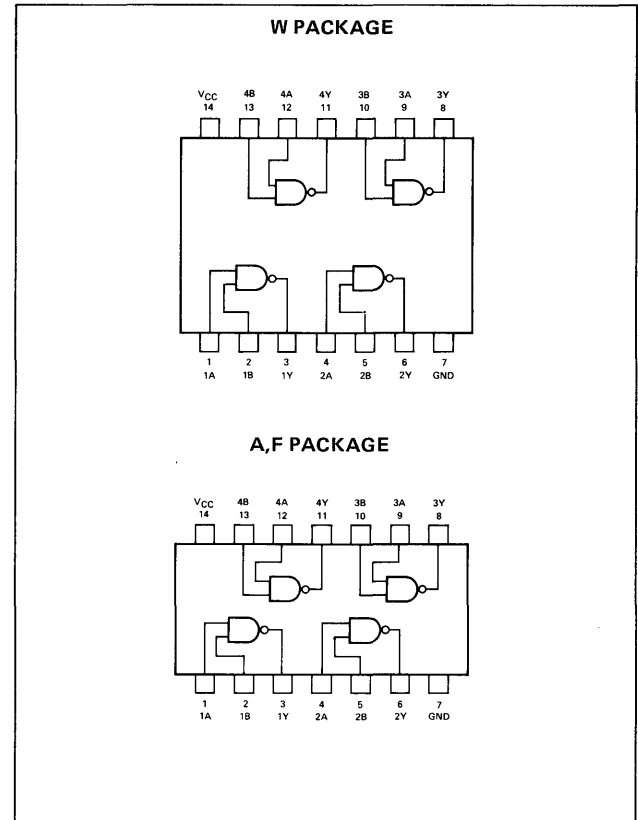 W PACKAGE
VCC 4B 4A 4Y 3B 3A 3Y
14 13 12 11 10 9 8
1 2 3 4 5 6 7
1A 1B 1Y 2A 2B 2Y GND
A,F PACKAGE
VCC 4B 4A 4Y 3B 3A 3Y
14 13 12 11 10 9 8
1 2 3 4 5 6 7
1A 1B 1Y 2A 2B 2Y GND